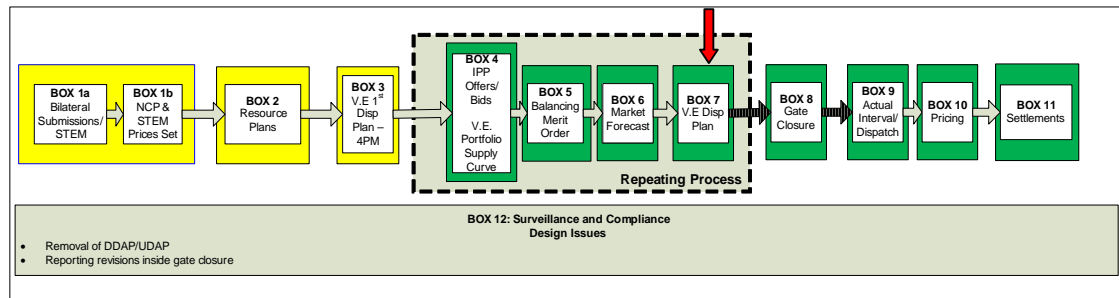 BOX 1a
Bilateral
Submissions/
STEM
BOX 1b
NCP &
STEM
Prices Set
BOX 2
Resource
Plans
BOX 3
V.E 1st
Disp
Plan –
4PM
BOX 4
IPP
Offers/
Bids
V.E.
Portfolio
Supply
Curve
BOX 5
Balancing
Merit
Order
BOX 6
Market
Forecast
BOX 7
V.E Disp
Plan
BOX 8
Gate
Closure
BOX 9
Actual
Interval/
Dispatch
BOX 10
Pricing
BOX 11
Settlements
Repeating Process
BOX 12: Surveillance and Compliance
Design Issues
• Removal of DDAP/UDAP
• Reporting revisions inside gate closure